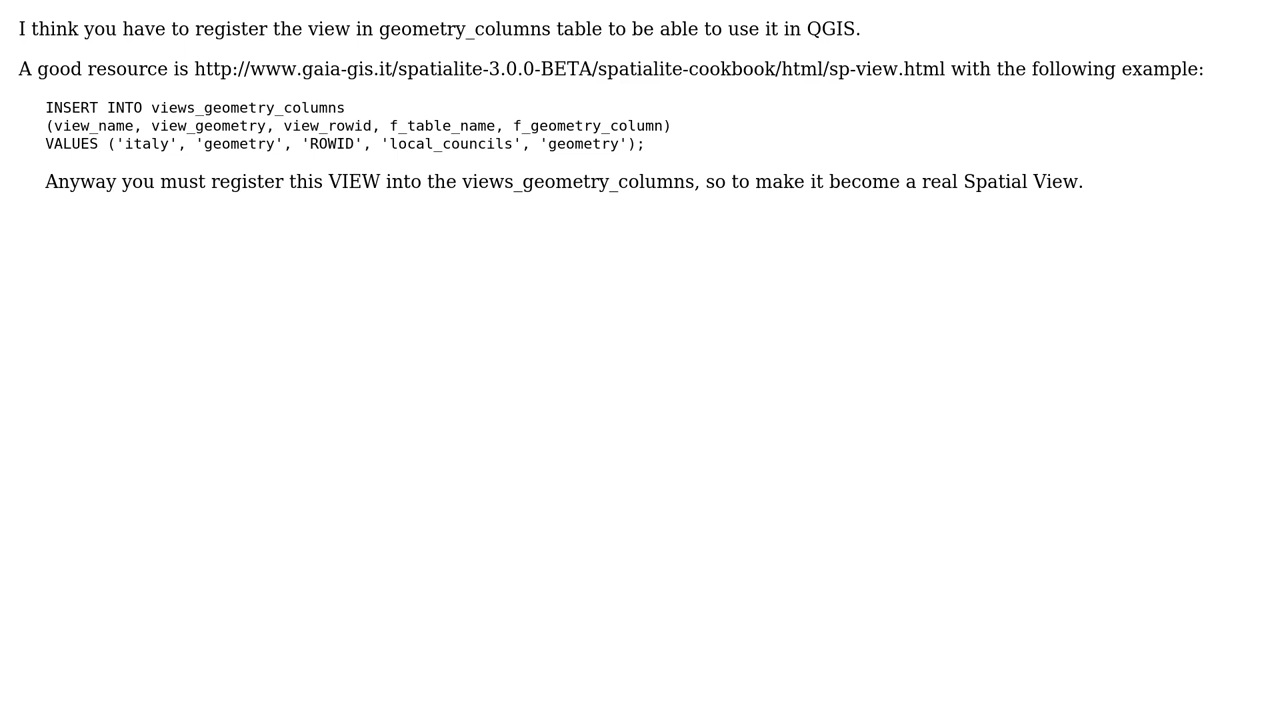 I think you have to register the view in geometry_columns table to be able to use it in QGIS.
A good resource is http://www.gaia-gis.it/spatialite-3.0.0-BETA/spatialite-cookbook/html/sp-view.html with the following example:
INSERT INTO views_geometry_columns
(view_name, view_geometry, view_rowid, f_table_name, f_geometry_column)
VALUES ('italy', 'geometry', 'ROWID', 'local_councils', 'geometry');
Anyway you must register this VIEW into the views_geometry_columns, so to make it become a real Spatial View.